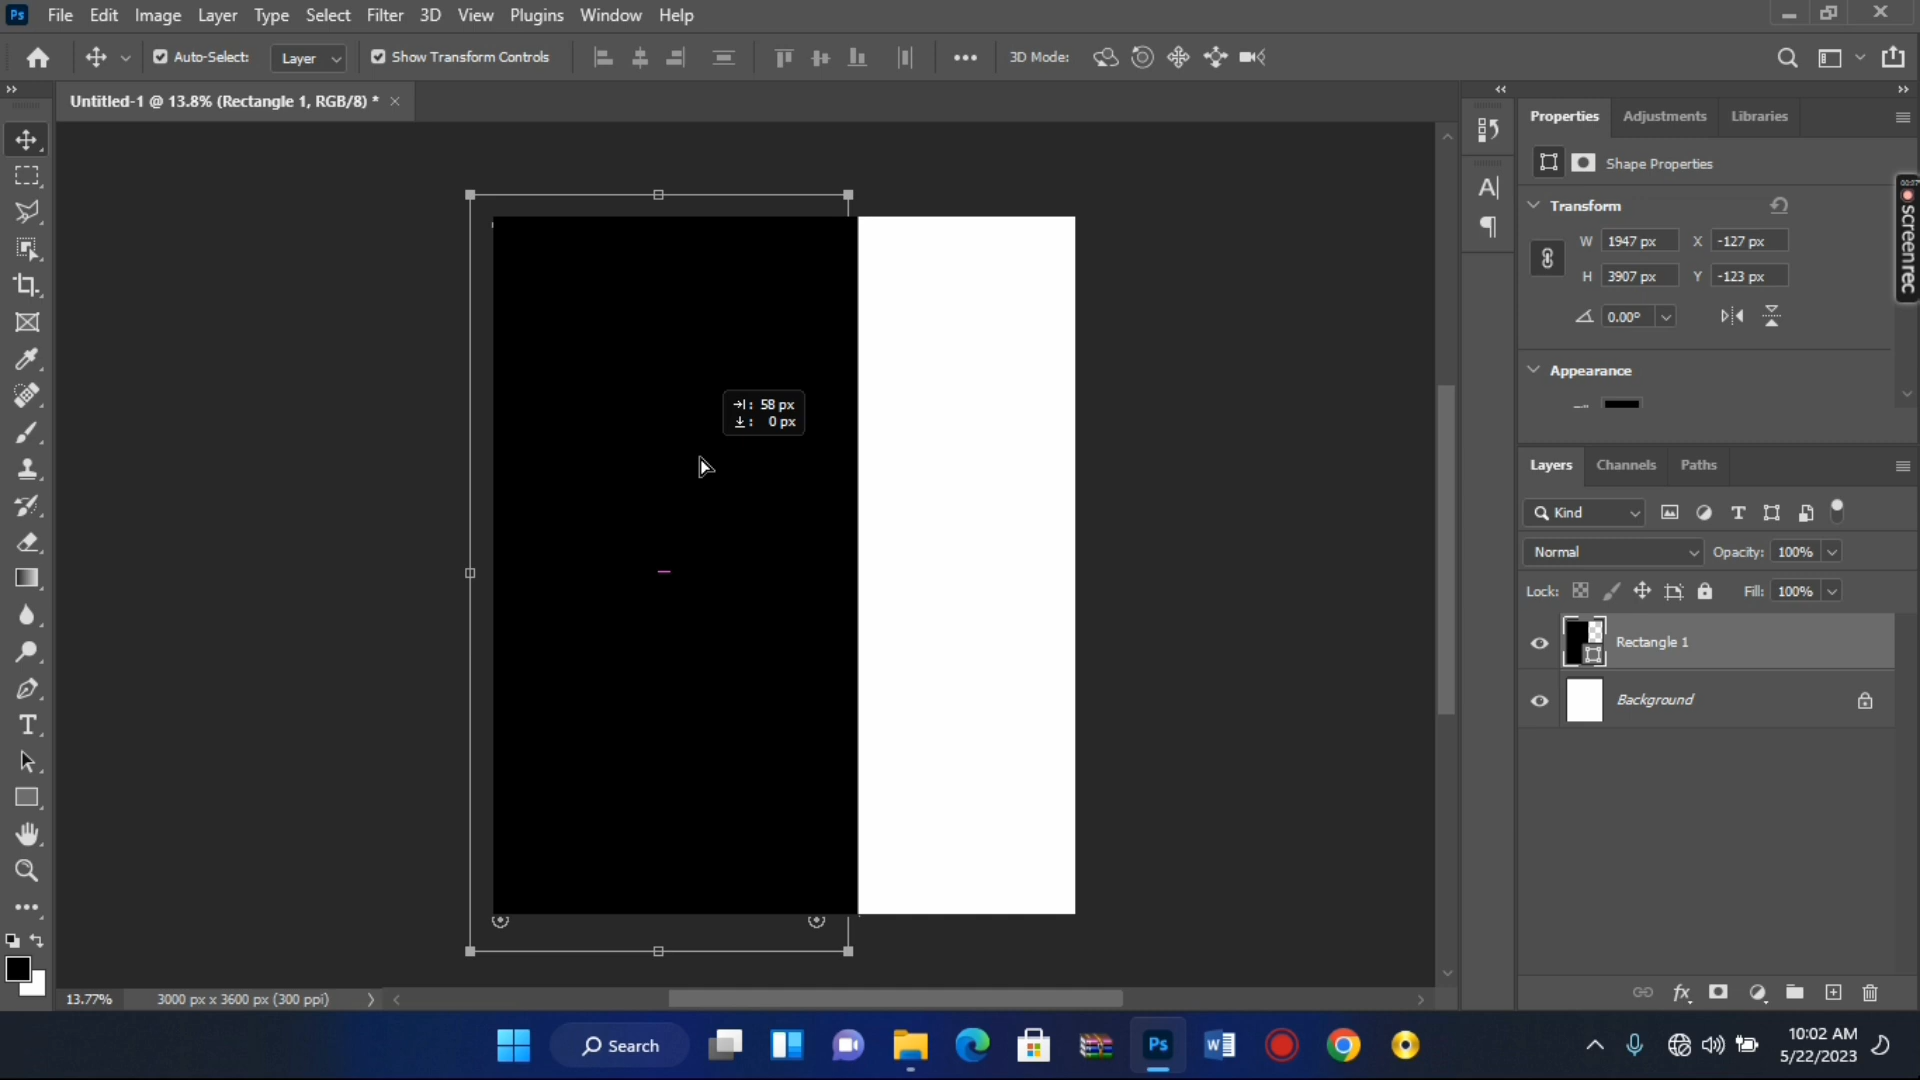 Ps File Edit Image Layer Type Select Filter 3D View Plugins Window Help
Auto-Select: Layer Show Transform Controls 3D Mode:
Untitled-1 @ 13.8% (Rectangle 1, RGB/8) *
Properties Adjustments Libraries
Shape Properties
Transform
W 1947 px X -127 px
H 3907 px Y -123 px
0.00°
Appearance
screenrec
58 px
0 px
Layers Channels Paths
Kind
Normal Opacity: 100%
Lock: Fill: 100%
Rectangle 1
Background
13.77% 3000 px x 3600 px (300 ppi)
fx
Search
Ps
W
10:02 AM
5/22/2023